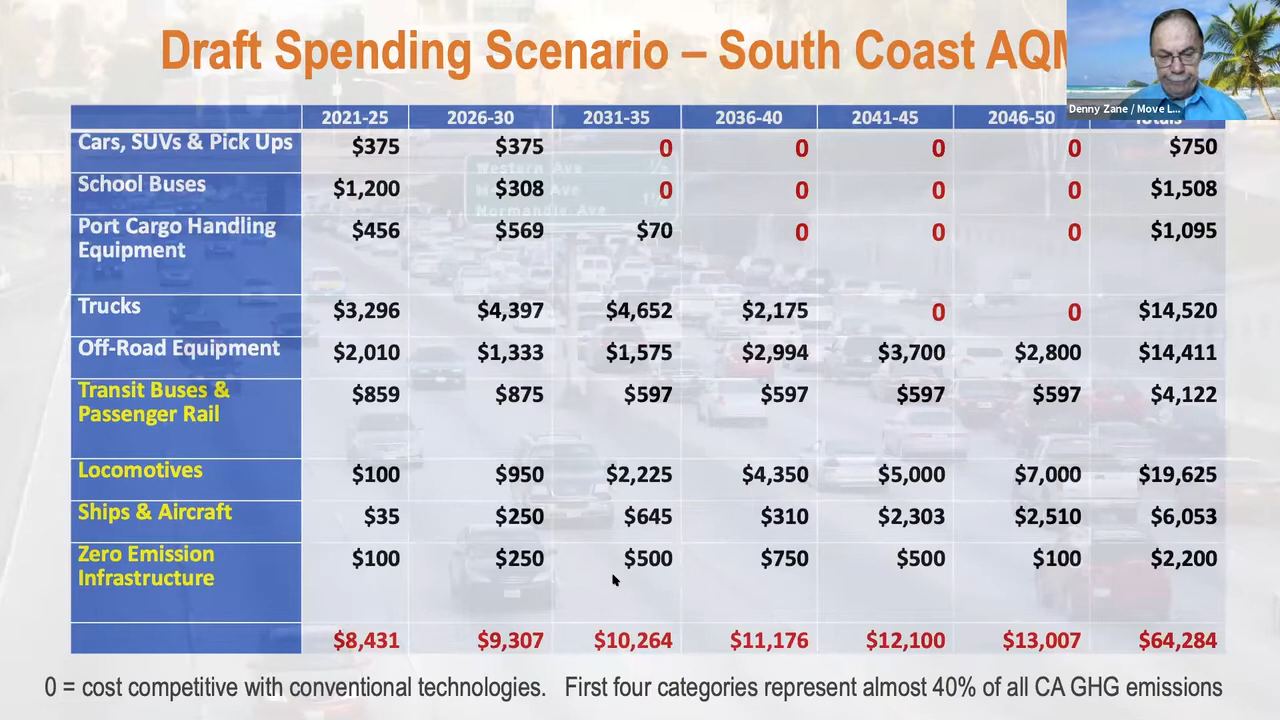 Draft Spending Scenario – South Coast AQM
Denny Zane / Move L...
2021-25 2026-30 2031-35 2036-40 2041-45 2046-50 Totals
Cars, SUVs & Pick Ups $375 $375 0 0 0 0 $750
School Buses $1,200 $308 0 0 0 0 $1,508
Port Cargo Handling
Equipment $456 $569 $70 0 0 0 $1,095
Trucks $3,296 $4,397 $4,652 $2,175 0 0 $14,520
Off-Road Equipment $2,010 $1,333 $1,575 $2,994 $3,700 $2,800 $14,411
Transit Buses &
Passenger Rail $859 $875 $597 $597 $597 $597 $4,122
Locomotives $100 $950 $2,225 $4,350 $5,000 $7,000 $19,625
Ships & Aircraft $35 $250 $645 $310 $2,303 $2,510 $6,053
Zero Emission
Infrastructure $100 $250 $500 $750 $500 $100 $2,200
$8,431 $9,307 $10,264 $11,176 $12,100 $13,007 $64,284
0 = cost competitive with conventional technologies. First four categories represent almost 40% of all CA GHG emissions
Western Ave
Ave
Normandie Ave